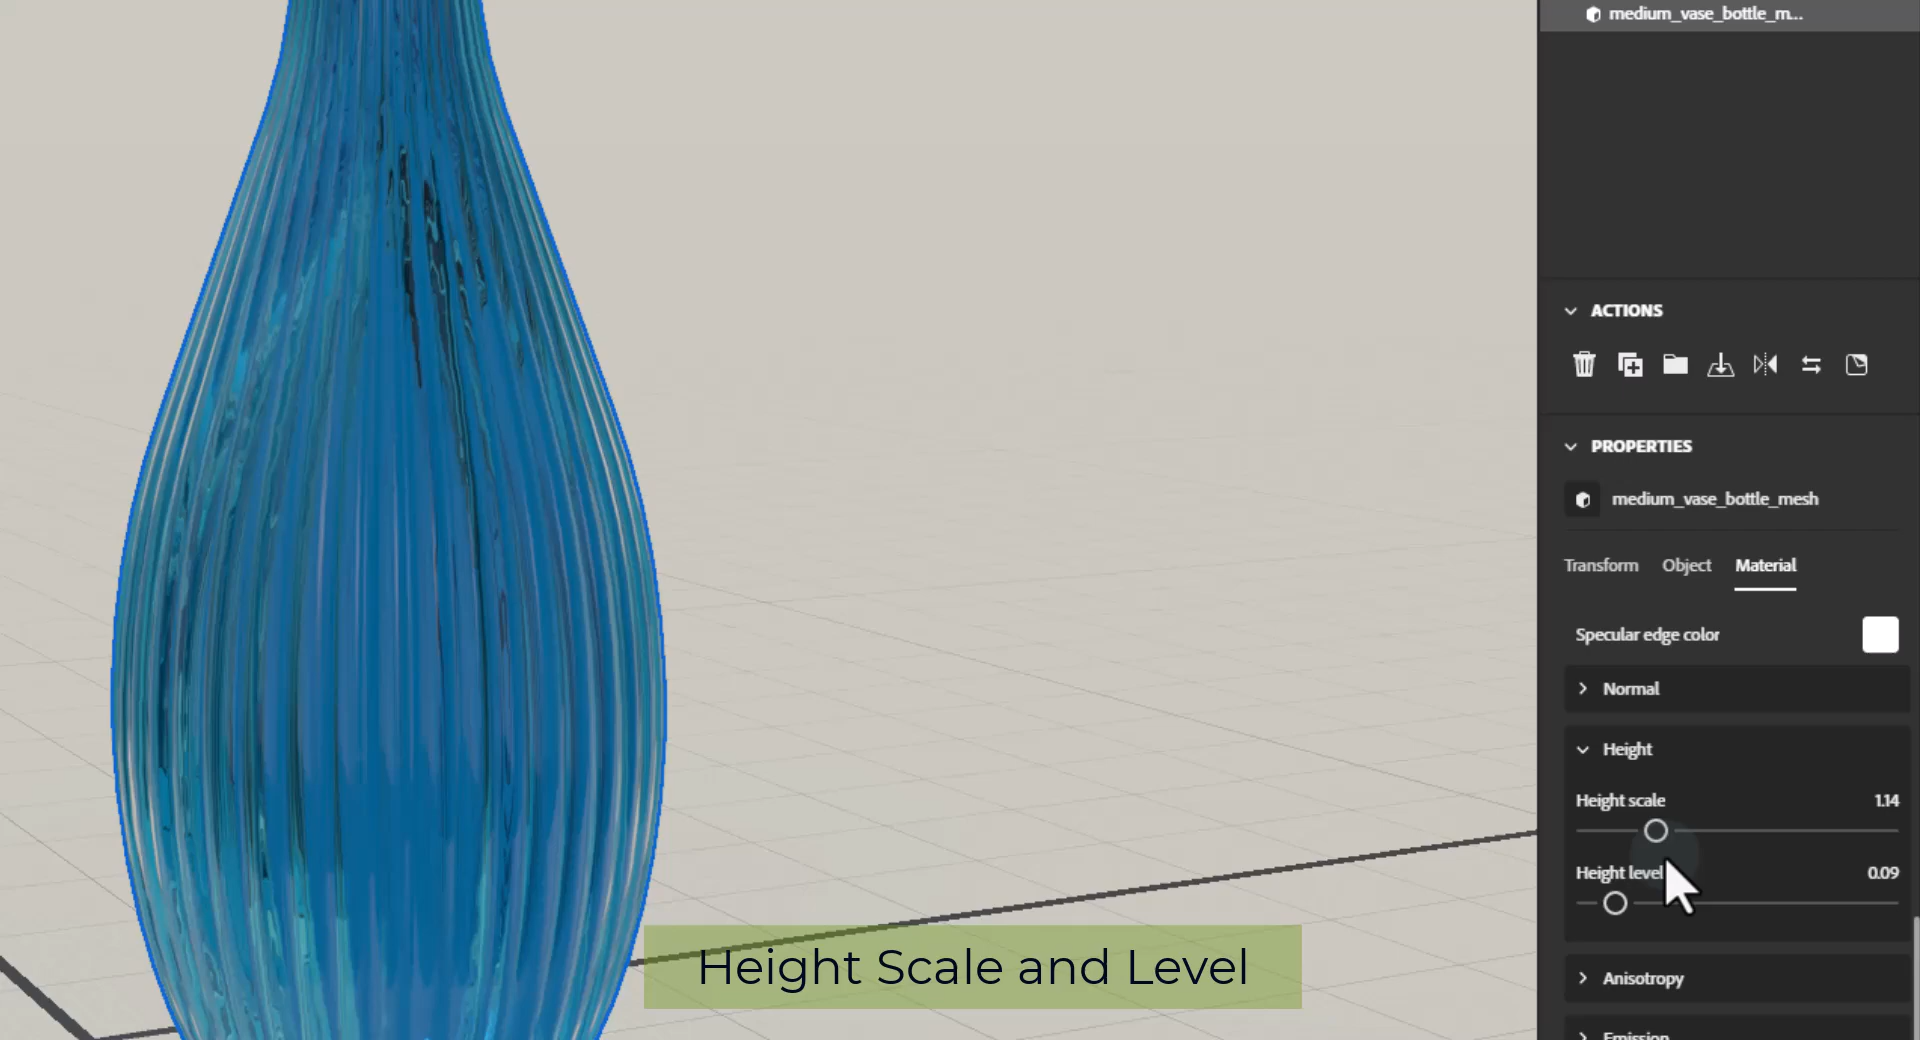 medium_vase_bottle_m...
ACTIONS
PROPERTIES
medium_vase_bottle_mesh
Transform Object Material
Specular edge color
Normal
Height
Height scale 1.14
Height level 0.09
Height Scale and Level
Anisotropy
Emission